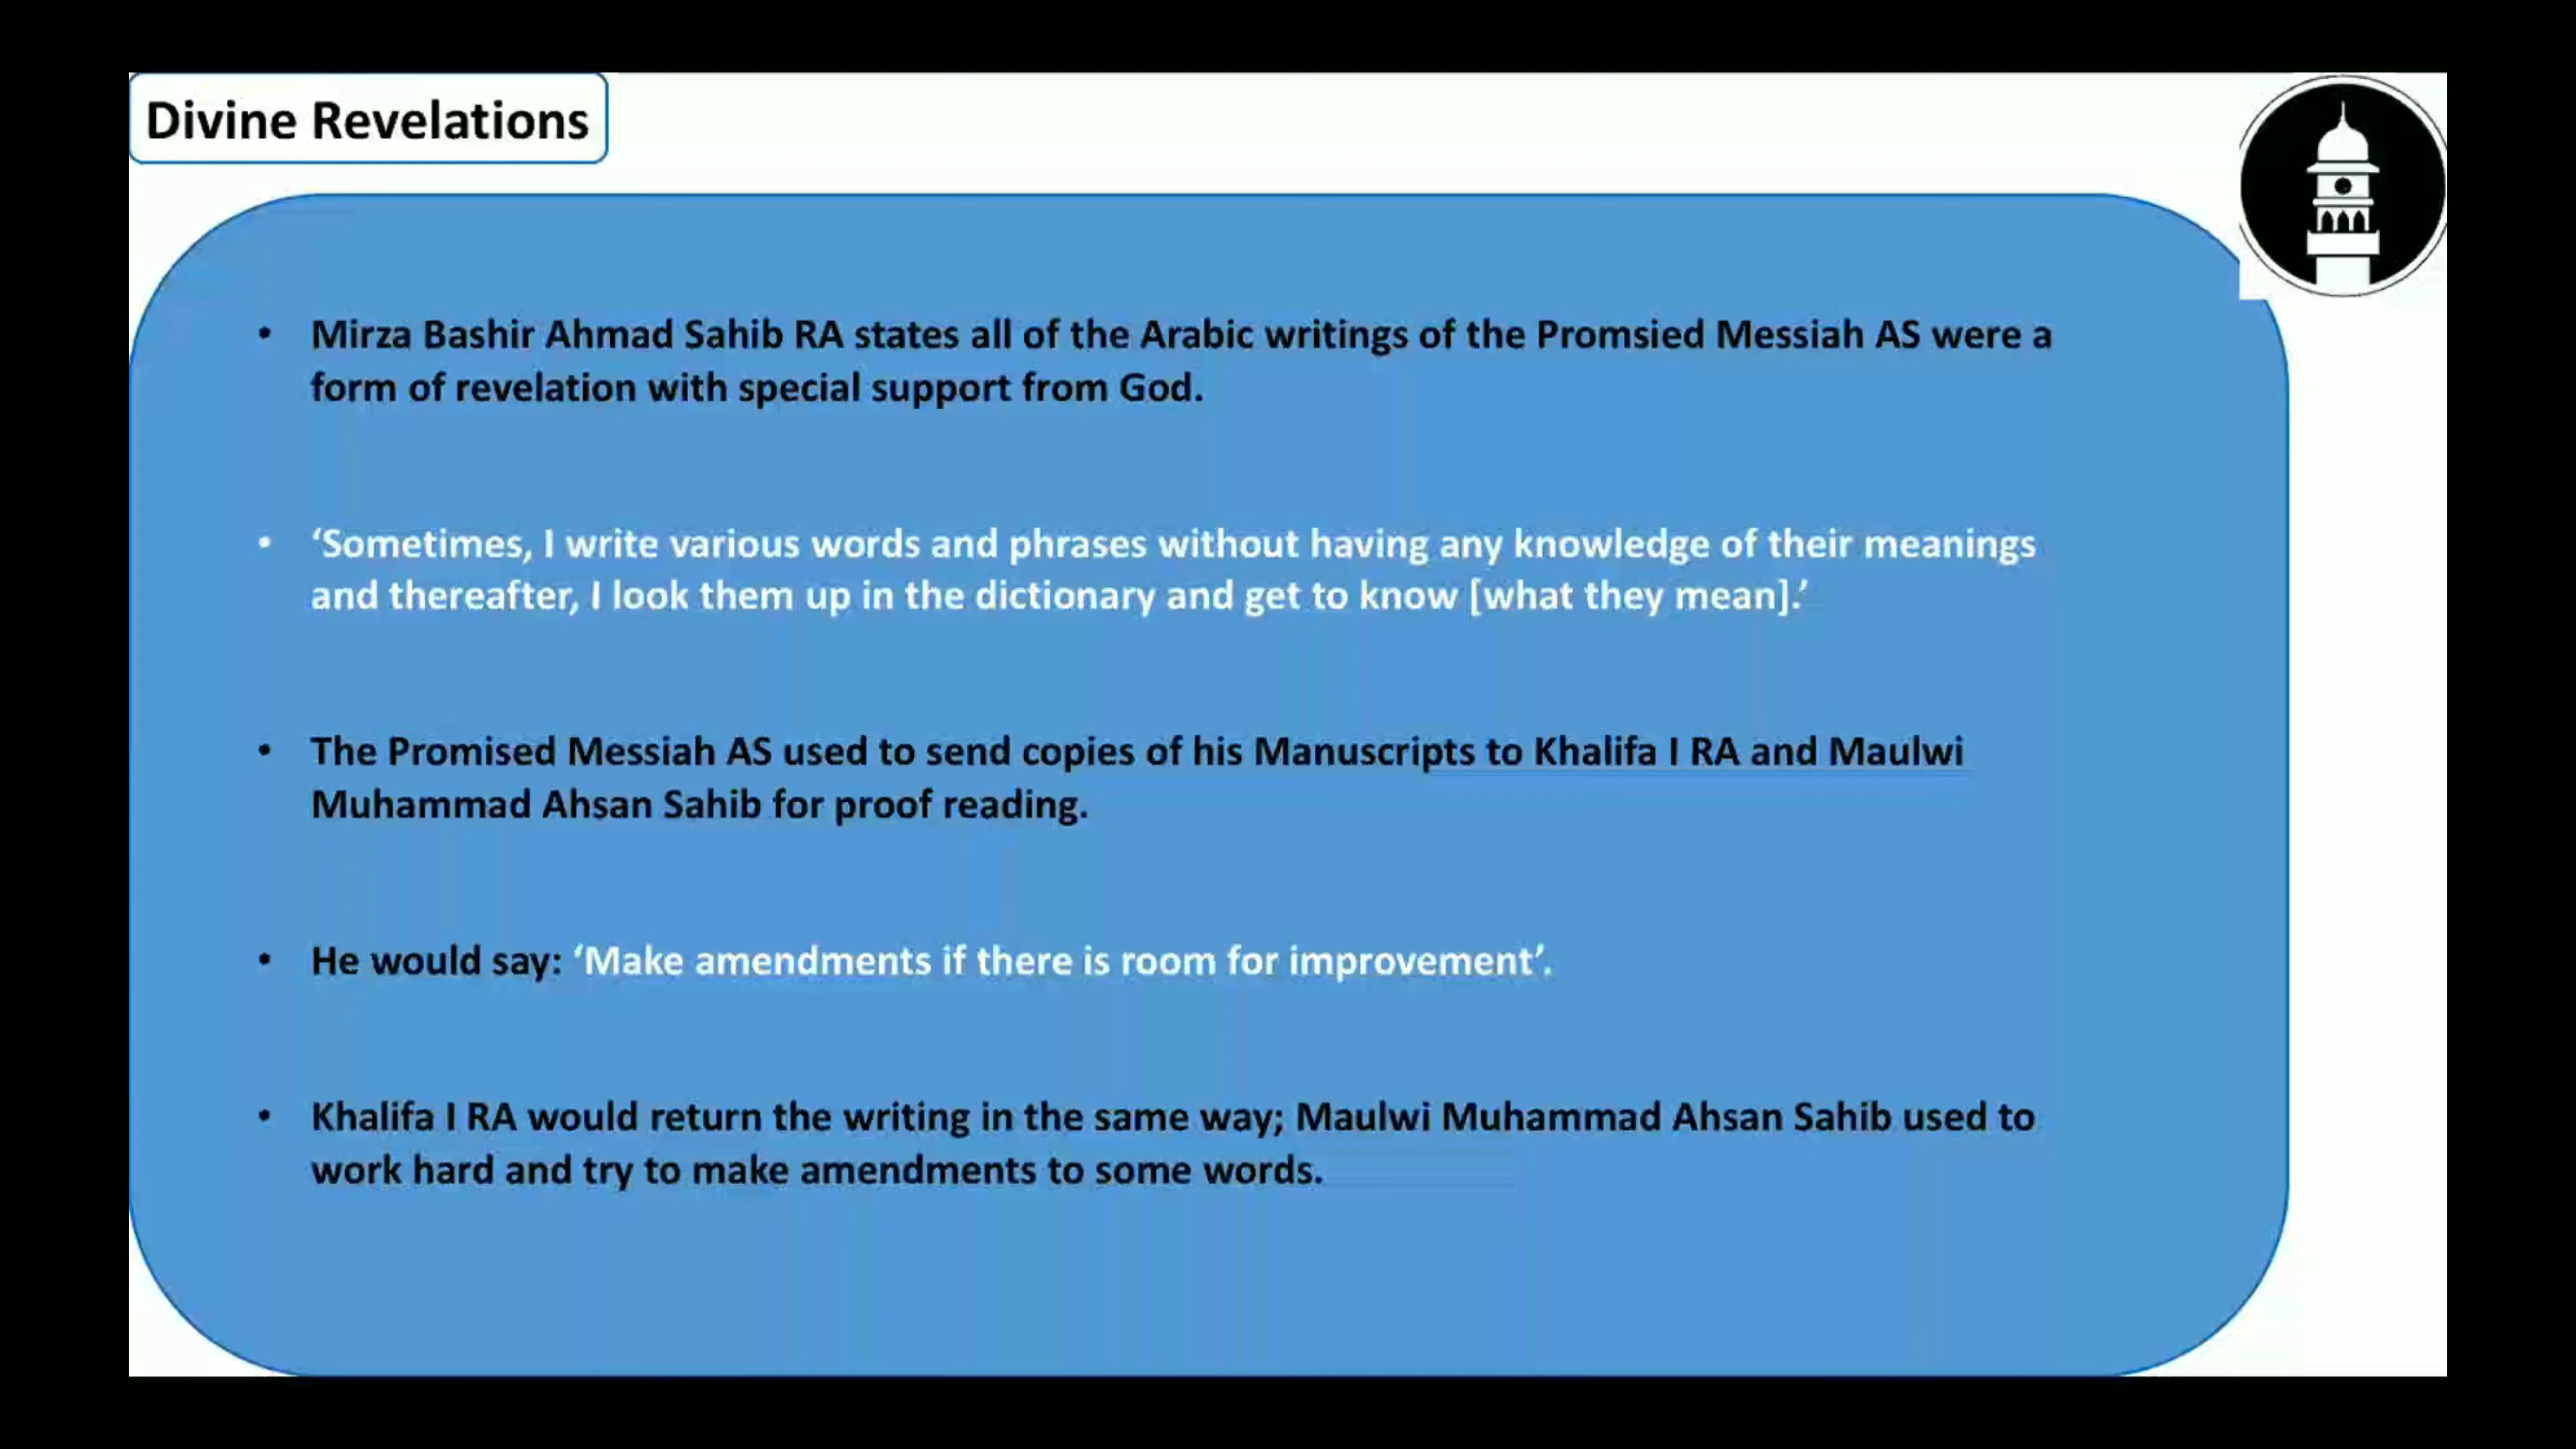 Divine Revelations
• Mirza Bashir Ahmad Sahib RA states all of the Arabic writings of the Promsied Messiah AS were a
form of revelation with special support from God.
• ‘Sometimes, I write various words and phrases without having any knowledge of their meanings
and thereafter, I look them up in the dictionary and get to know [what they mean].’
• The Promised Messiah AS used to send copies of his Manuscripts to Khalifa I RA and Maulwi
Muhammad Ahsan Sahib for proof reading.
• He would say: ‘Make amendments if there is room for improvement’.
• Khalifa I RA would return the writing in the same way; Maulwi Muhammad Ahsan Sahib used to
work hard and try to make amendments to some words.